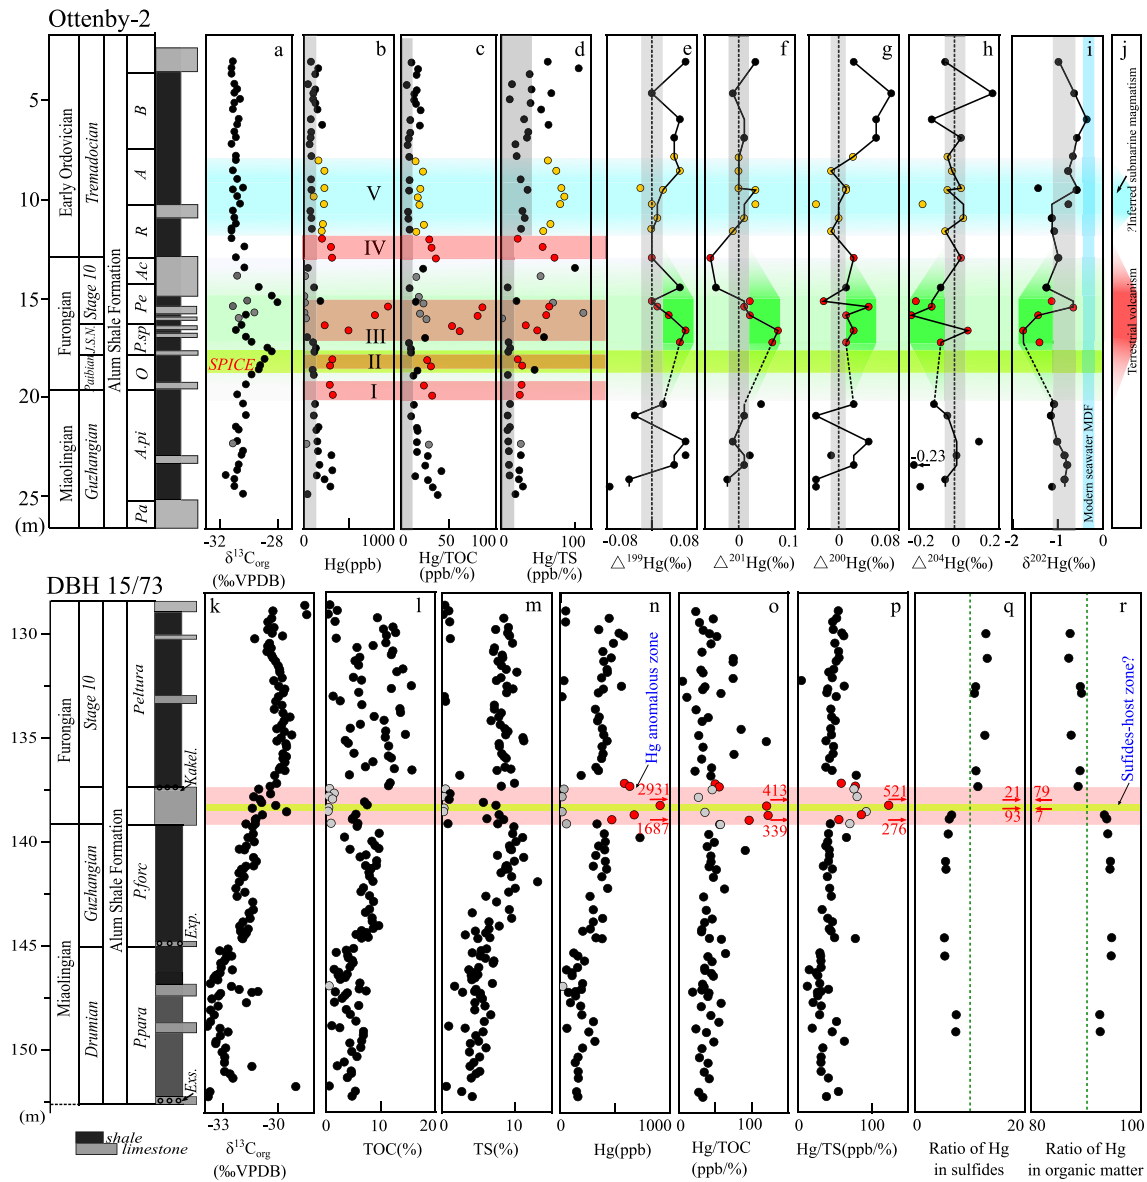 Ottenby-2
a
b
c
d
e
f
g
h
i
j
5
10
15
20
25
(m)
Early Ordovician
Furongian
Miaolingian
Tremadocian
Stage 10
J.S.N.
Paibian
Guzhangian
Alum Shale Formation
B
A
R
Ac
Pe
P.sp
O
A.pi
Pa
SPICE
V
IV
III
II
I
-0.23
Modern seawater MDF
?Inferred submarine magmatism
Terrestrial volcanism
-32 -28
δ13Corg
(‰VPDB)
0 1000
Hg(ppb)
0 50 100
Hg/TOC
(ppb/%)
0 100
Hg/TS
(ppb/%)
-0.08 0.08
△199Hg(‰)
0 0.1
△201Hg(‰)
0 0.08
△200Hg(‰)
-0.2 0 0.2
△204Hg(‰)
-2 -1 0
δ202Hg(‰)
DBH 15/73
k
l
m
n
o
p
q
r
130
135
140
145
150
(m)
Furongian
Miaolingian
Stage 10
Guzhangian
Drumian
Alum Shale Formation
Peltura
Kakel.
P.forc
Exp.
P.para
Exs.
Hg anomalous zone
Sufides-host zone?
2931
1687
413
339
521
276
21
93
79
7
shale
limestone
-33 -30
δ13Corg
(‰VPDB)
0 10 20
TOC(%)
0 10
TS(%)
0 500
Hg(ppb)
0 100
Hg/TOC
(ppb/%)
0 100
Hg/TS(ppb/%)
0 10 20
Ratio of Hg
in sulfides
80 100
Ratio of Hg
in organic matter